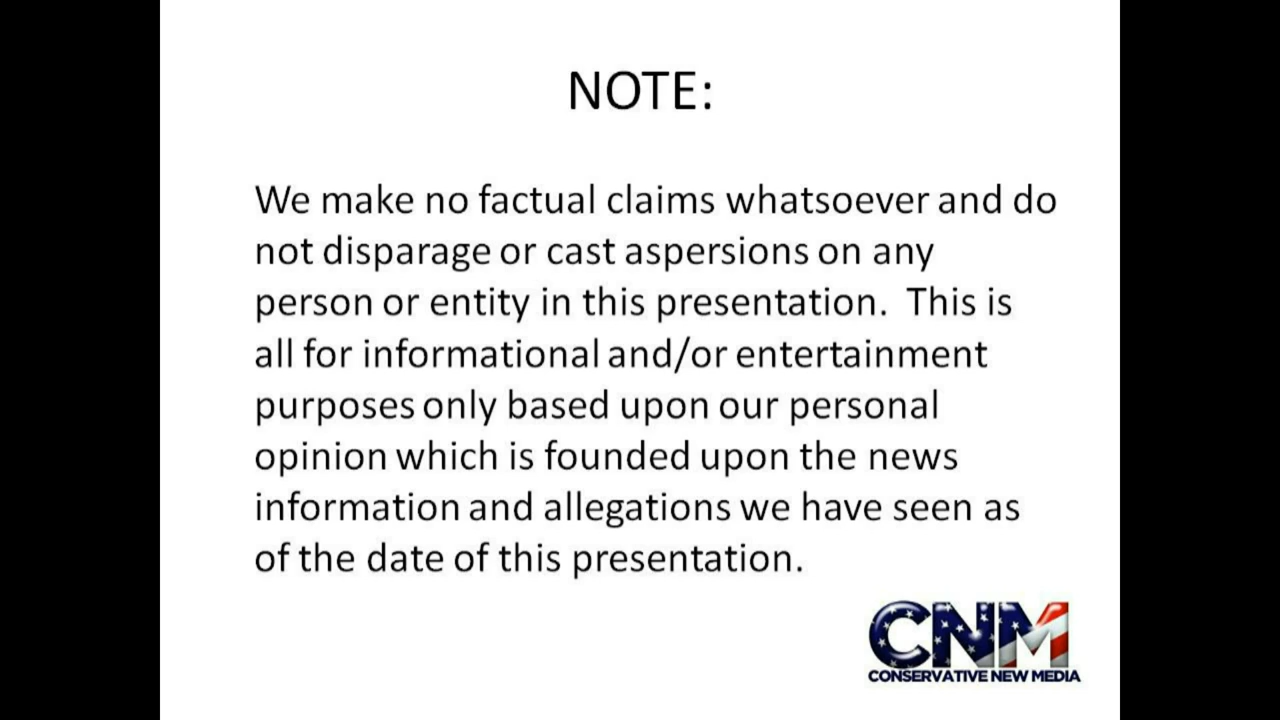 NOTE:
We make no factual claims whatsoever and do
not disparage or cast aspersions on any
person or entity in this presentation.  This is
all for informational and/or entertainment
purposes only based upon our personal
opinion which is founded upon the news
information and allegations we have seen as
of the date of this presentation.
CNM
CONSERVATIVE NEW MEDIA